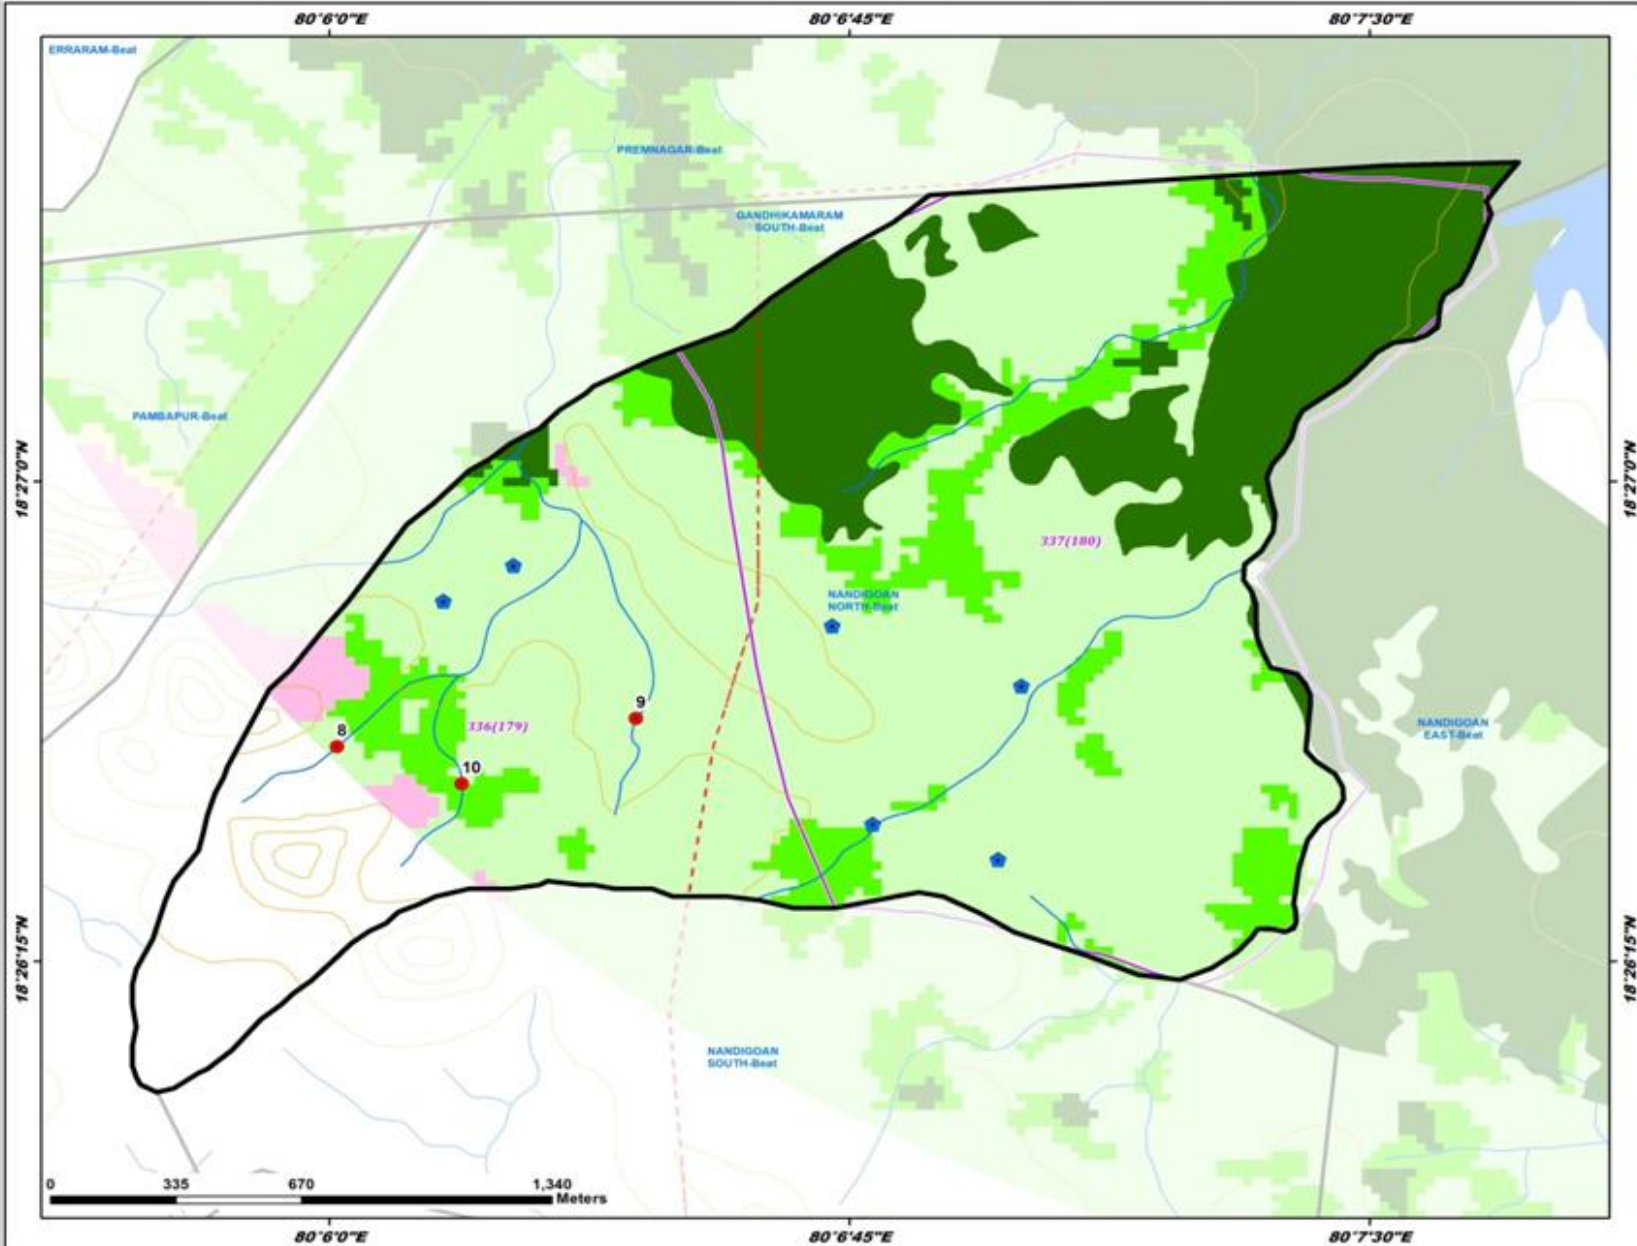 80°6'0"E 80°6'45"E 80°7'30"E
ERRARAM-Beat
PREMNAGAR-Beat
GANDHIKAMARAM
SOUTH-Beat
PAMBAPUR-Beat
18°27'0"N 18°27'0"N
337(180)
NANDIGOAN
NORTH-Beat
9
336(179)
8
NANDIGOAN
EAST-Beat
10
18°26'15"N 18°26'15"N
NANDIGOAN
SOUTH-Beat
0 335 670 1,340
Meters
80°6'0"E 80°6'45"E 80°7'30"E